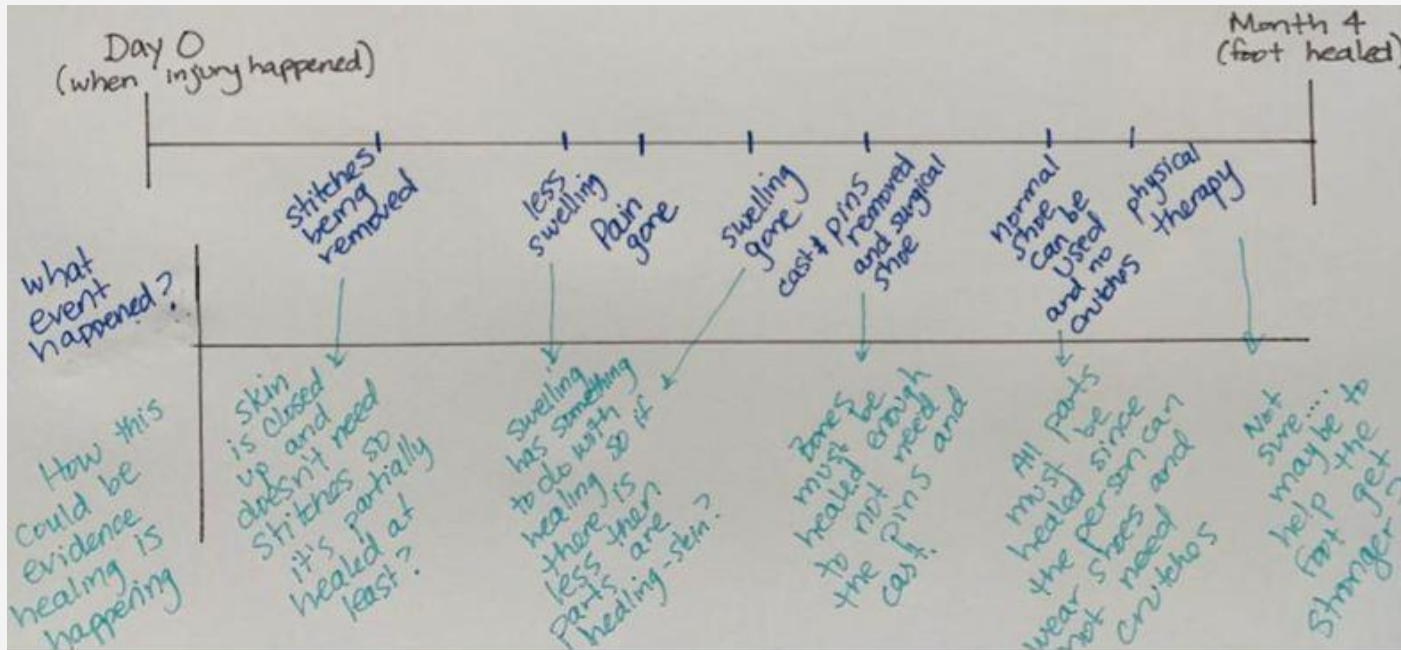 Day 0
(when injury happened)
Month 4
(foot healed)
what
event
happened?
stitches
being
removed
less
swelling
Pain
gone
swelling
gone
cast & pins
removed
and surgical
shoe
normal
shoe
can be
used
and no
crutches
physical
therapy
How this
could be
evidence
healing is
happening
skin
is closed
up and
doesn't need
stitches so
it's partially
healed at
least?
swelling
has something
to do with
healing so if
there is
less then
parts are
healing-skin?
Bones
must be
healed enough
to not need
the pins and
cast.
All parts
must be
healed since
the person can
wear shoes and
not need
crutches
Not
sure....
maybe to
help the
foot get
stronger?